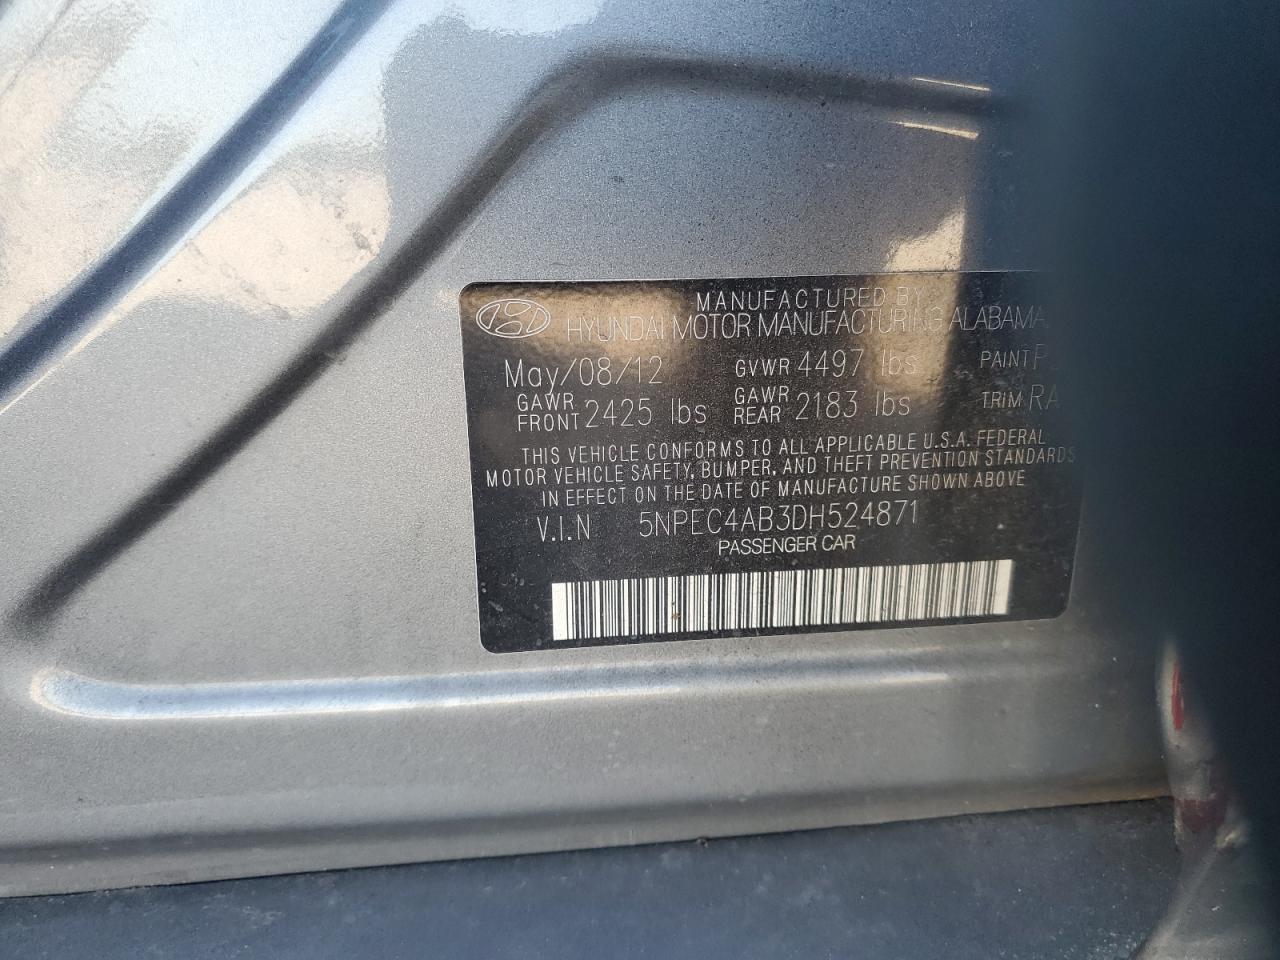 MANUFACTURED BY
HYUNDAI MOTOR MANUFACTURING ALABAMA
May/08/12 GVWR 4497 lbs PAINT
GAWR FRONT 2425 lbs GAWR REAR 2183 lbs TRIM RA
THIS VEHICLE CONFORMS TO ALL APPLICABLE U.S.A. FEDERAL
MOTOR VEHICLE SAFETY, BUMPER, AND THEFT PREVENTION STANDARDS
IN EFFECT ON THE DATE OF MANUFACTURE SHOWN ABOVE
V.I.N 5NPEC4AB3DH524871
PASSENGER CAR